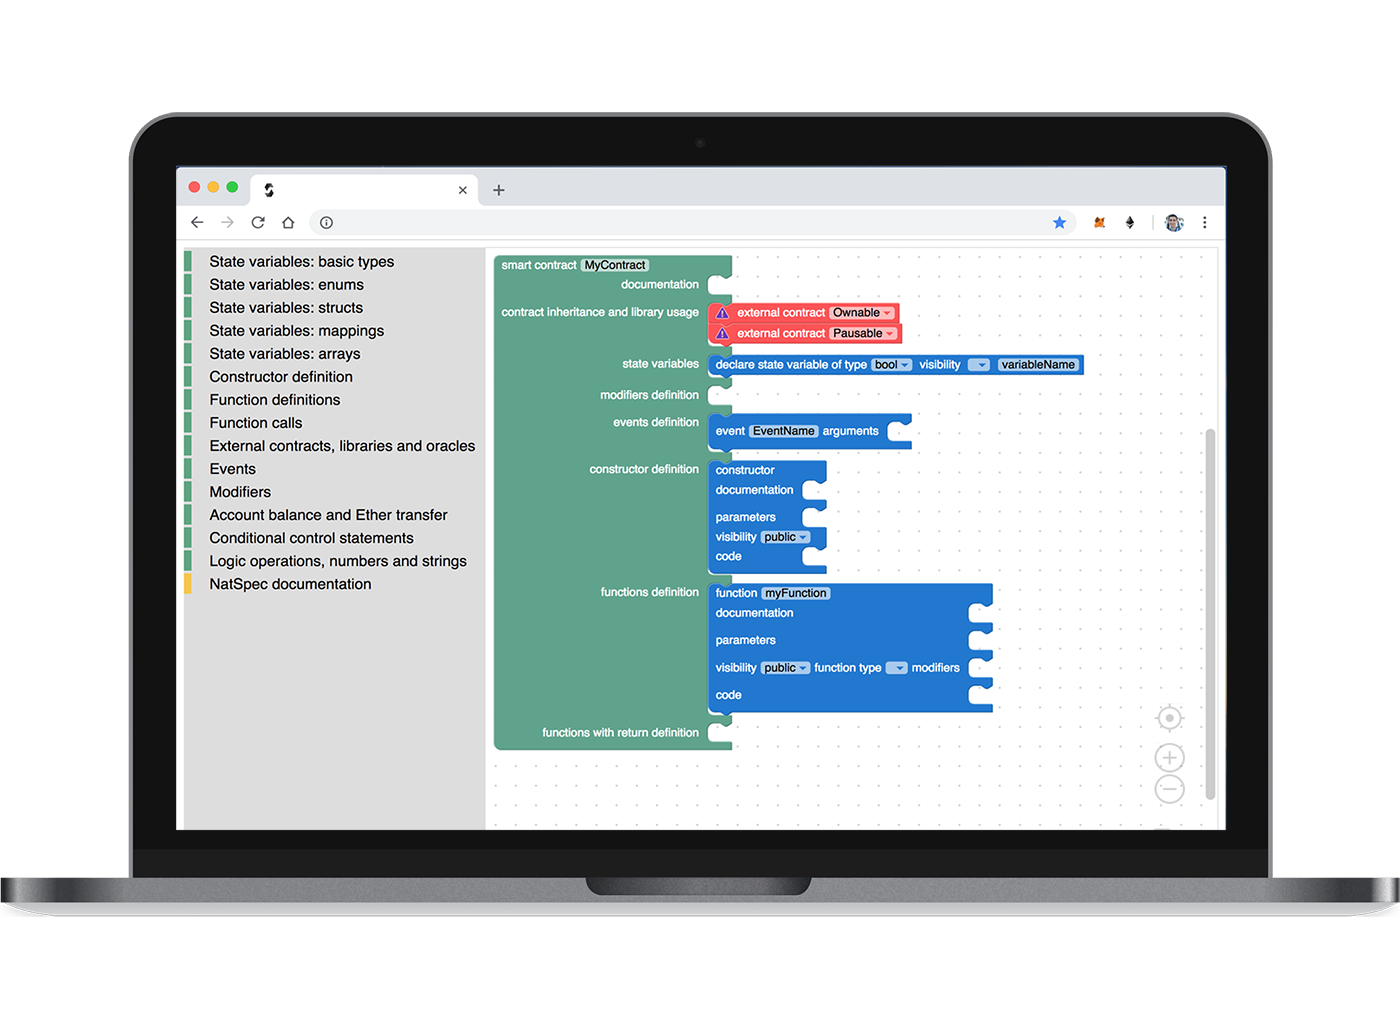 State variables: basic types
State variables: enums
State variables: structs
State variables: mappings
State variables: arrays
Constructor definition
Function definitions
Function calls
External contracts, libraries and oracles
Events
Modifiers
Account balance and Ether transfer
Conditional control statements
Logic operations, numbers and strings
NatSpec documentation
smart contract MyContract
documentation
contract inheritance and library usage external contract Ownable
external contract Pausable
state variables declare state variable of type bool visibility variableName
modifiers definition
events definition
event EventName arguments
constructor definition constructor
documentation
parameters
visibility public
code
functions definition function myFunction
documentation
parameters
visibility public function type modifiers
code
functions with return definition